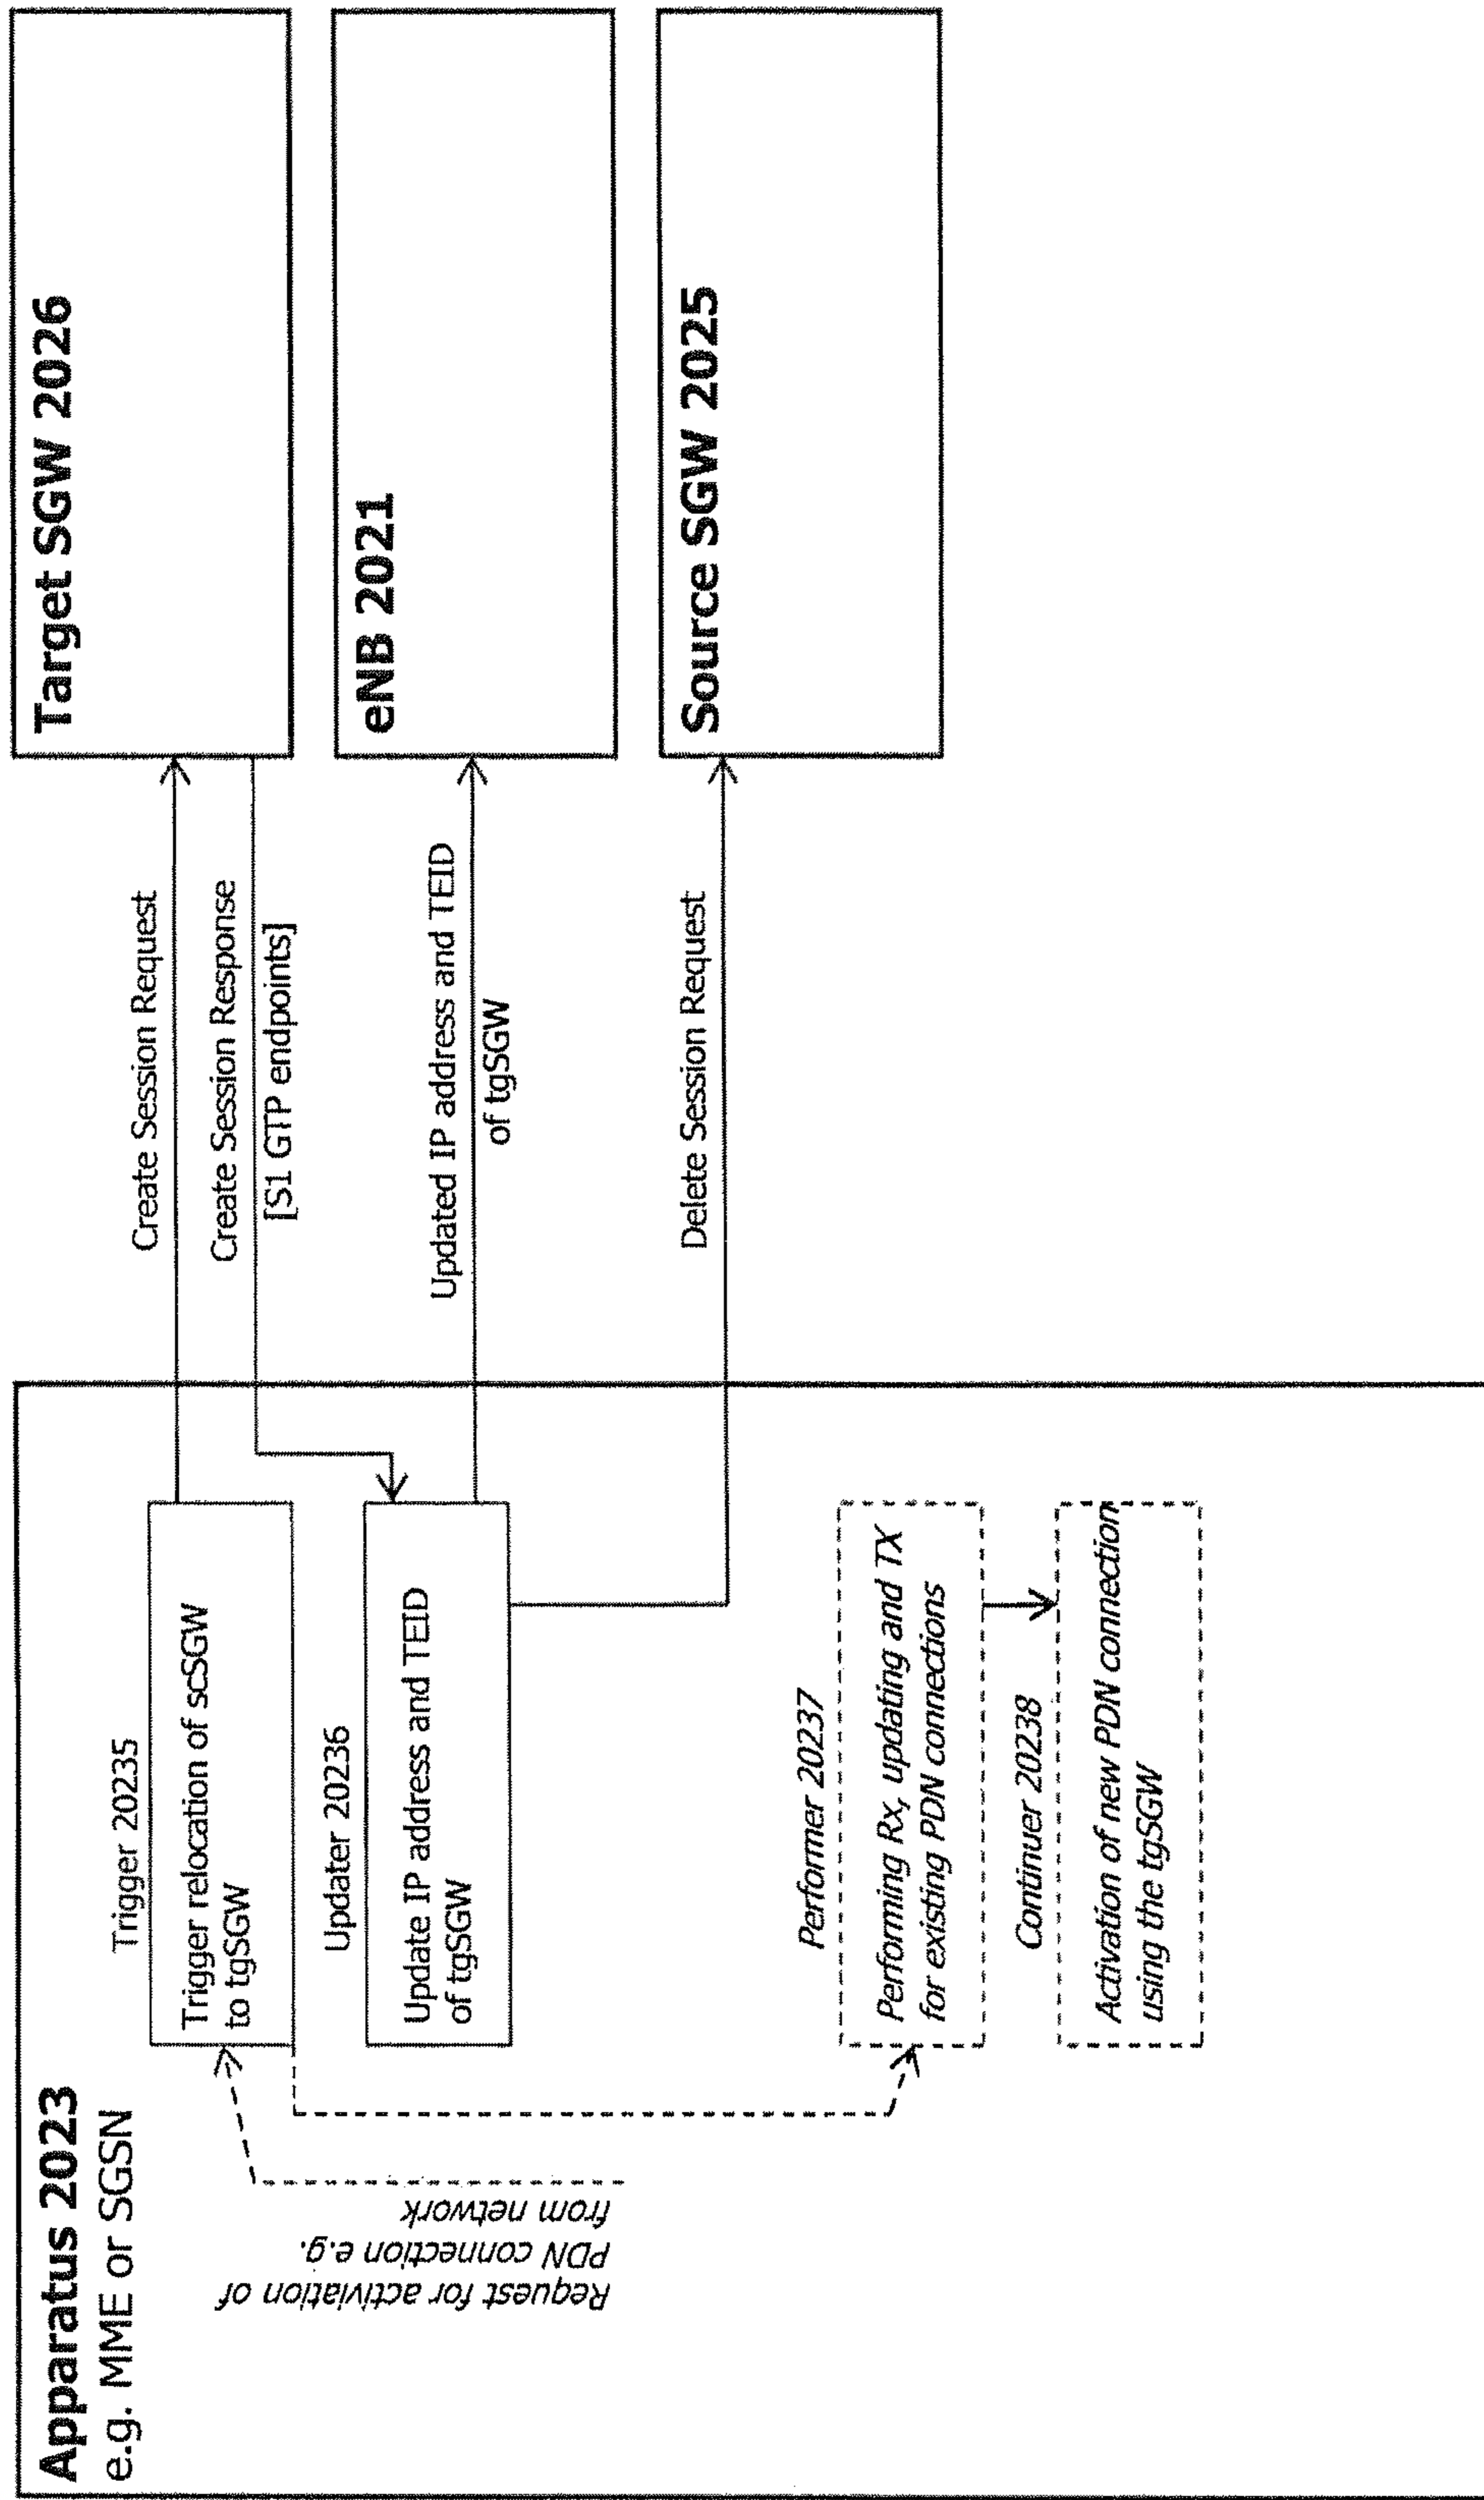 Apparatus 2023
e.g. MME or SGSN
Trigger 20235
Trigger relocation of scSGW
to tgSGW
Updater 20236
Update IP address and TEID
of tgSGW
Request for activiation of
PDN connection e.g.
from network
Performer 20237
Performing Rx, updating and TX
for existing PDN connections
Continuer 20238
Activation of new PDN connection
using the tgSGW
Create Session Request
Create Session Response
[S1 GTP endpoints]
Updated IP address and TEID
of tgSGW
Delete Session Request
Target SGW 2026
eNB 2021
Source SGW 2025